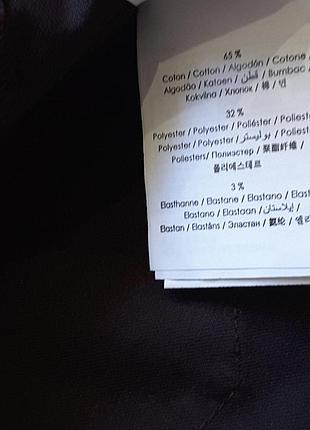 65 %
Coton / Cotton / Algodón / Cotone /
Algodão / Katoen / قطن / Bumbac /
Kokvilna / Хлопок / 棉 / 면
32 %
Polyester / Polyester / Poliéster / Poliest
Polyester / Polyester / بوليستر / Poliest
Poliesters / Полиэстер / 聚酯纤维 /
폴리에스테르
3 %
Elasthanne / Elastane / Elastano / Elast
Elastano / Elastaan / إيلاستان /
Elastan / Elastāns / Эластан / 氨纶 /